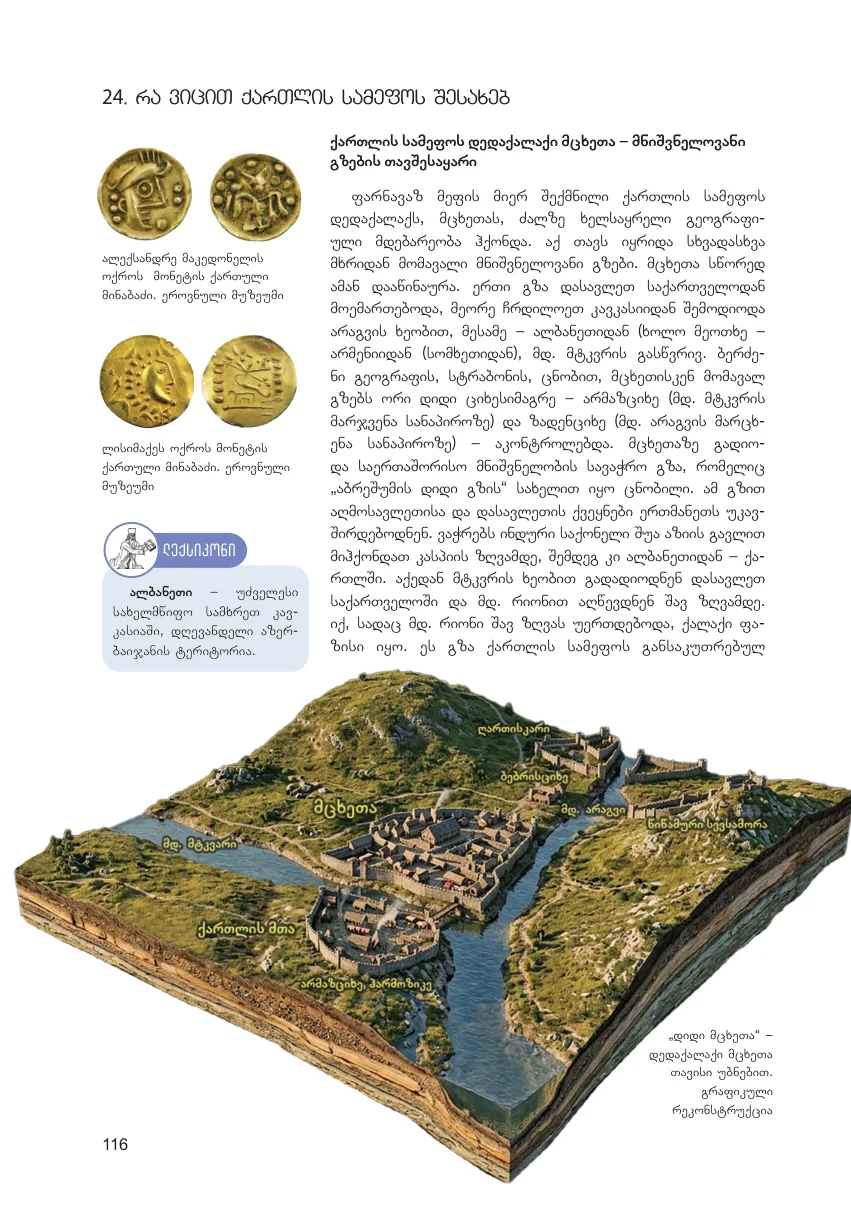 24. რა ვიცით ქართლის სამეფოს შესახებ
ალექსანდრე მაკედონელის
ოქროს მონეტის ქართული
მინაბაძი. ეროვნული მუზეუმი
ლისიმაქეს ოქროს მონეტის
ქართული მინაბაძი. ეროვნული
მუზეუმი
ლექსიკონი
ალბანეთი – უძველესი
სახელმწიფო სამხრეთ კავ-
კასიაში, დღევანდელი აზერ-
ბაიჯანის ტერიტორია.
ქართლის სამეფოს დედაქალაქი მცხეთა – მნიშვნელოვანი
გზების თავშესაყარი
ფარნავაზ მეფის მიერ შექმნილი ქართლის სამეფოს
დედაქალაქს, მცხეთას, ძალზე ხელსაყრელი გეოგრაფი-
ული მდებარეობა ჰქონდა. აქ თავს იყრიდა სხვადასხვა
მხრიდან მომავალი მნიშვნელოვანი გზები. მცხეთა სწორედ
ამან დააწინაურა. ერთი გზა დასავლეთ საქართველოდან
მოემართებოდა, მეორე ჩრდილოეთ კავკასიიდან შემოდიოდა
არაგვის ხეობით, მესამე – ალბანეთიდან (ხოლო მეოთხე –
არმენიიდან (სომხეთიდან), მდ. მტკვრის გასწვრივ. ბერძე-
ნი გეოგრაფის, სტრაბონის, ცნობით, მცხეთისკენ მომავალ
გზებს ორი დიდი ციხესიმაგრე – არმაზციხე (მდ. მტკვრის
მარჯვენა სანაპიროზე) და ზადენციხე (მდ. არაგვის მარცხ-
ენა სანაპიროზე) – აკონტროლებდა. მცხეთაზე გადიო-
და საერთაშორისო მნიშვნელობის სავაჭრო გზა, რომელიც
„აბრეშუმის დიდი გზის“ სახელით იყო ცნობილი. ამ გზით
აღმოსავლეთისა და დასავლეთის ქვეყნები ერთმანეთს უკავ-
შირდებოდნენ. ვაჭრებს ინდური საქონელი შუა აზიის გავლით
მიჰქონდათ კასპიის ზღვამდე, შემდეგ კი ალბანეთიდან – ქა-
რთლში. აქედან მტკვრის ხეობით გადადიოდნენ დასავლეთ
საქართველოში და მდ. რიონით აღწევდნენ შავ ზღვამდე.
იქ, სადაც მდ. რიონი შავ ზღვას უერთდებოდა, ქალაქი ფა-
ზისი იყო. ეს გზა ქართლის სამეფოს განსაკუთრებულ
ღართისკარი
ბებრისციხე
მცხეთა
მდ. არაგვი
წიწამური სევსამორა
მდ. მტკვარი
ქართლის მთა
არმაზციხე, ჰარმოზიკე
„დიდი მცხეთა“ –
დედაქალაქი მცხეთა
თავისი უბნებით.
გრაფიკული
რეკონსტრუქცია
116